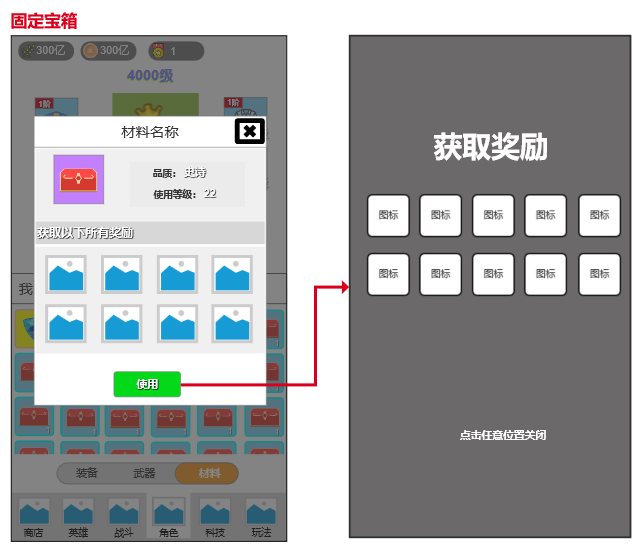 固定宝箱
300亿 300亿 1
4000级
1阶 1阶
材料名称
品质： 史诗
使用等级： 22
获取以下所有奖励
我
使用
装备 武器 材料
商店 英雄 战斗 角色 科技 玩法
获取奖励
图标 图标 图标 图标 图标
图标 图标 图标 图标 图标
点击任意位置关闭